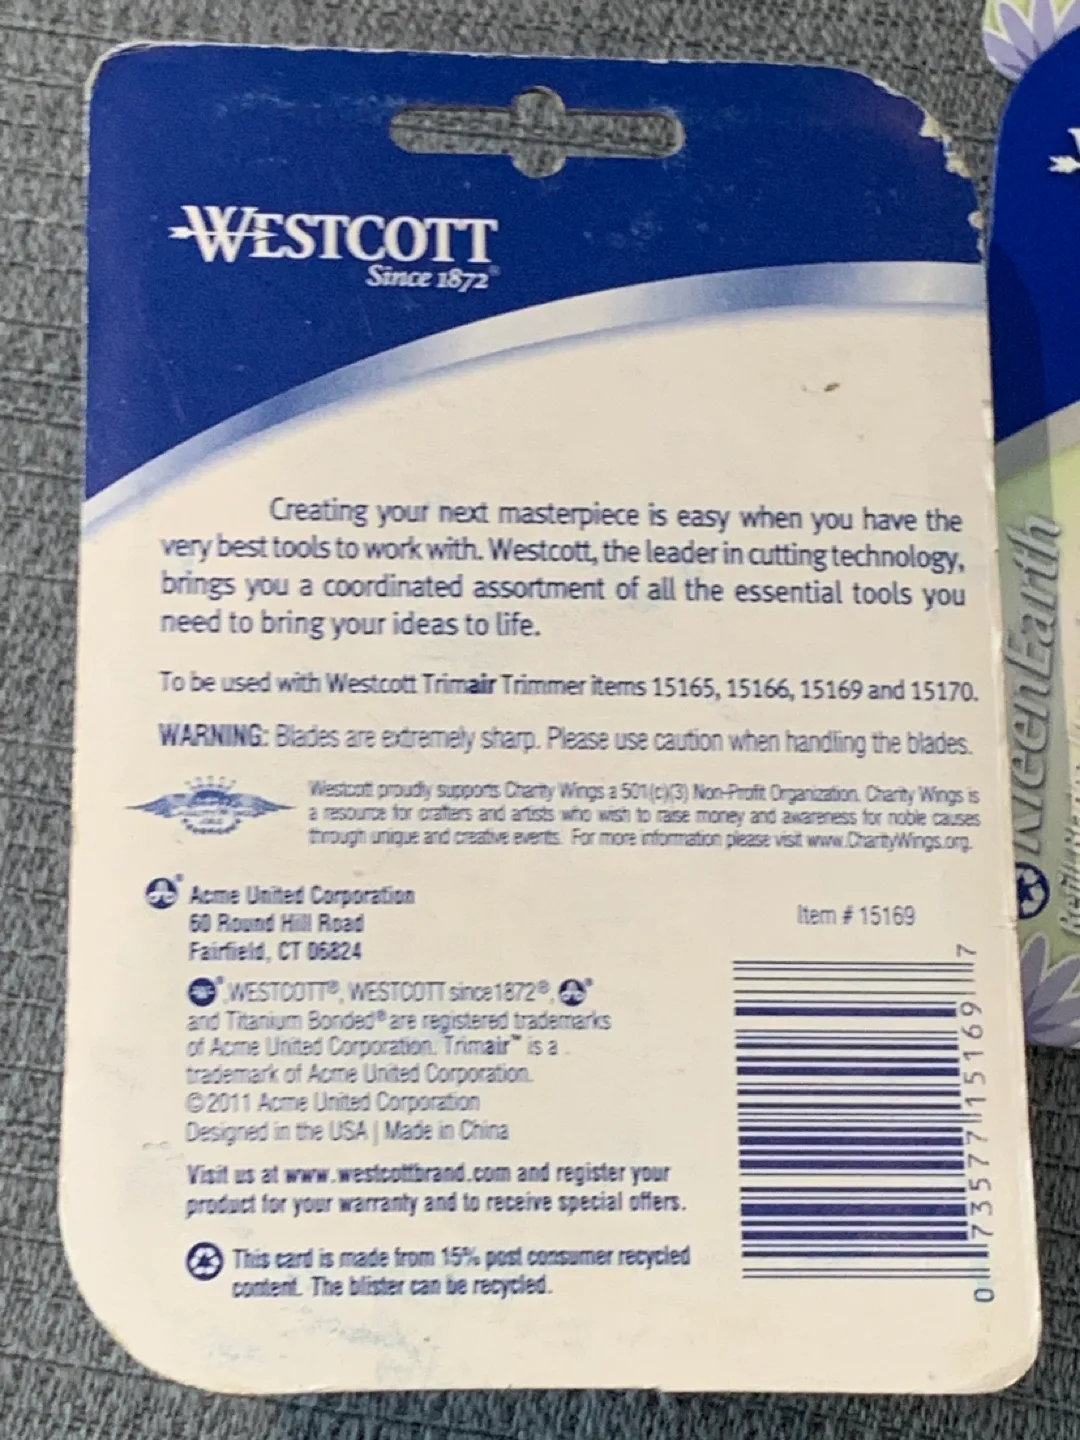 WESTCOTT
Since 1872®
Creating your next masterpiece is easy when you have the
very best tools to work with. Westcott, the leader in cutting technology,
brings you a coordinated assortment of all the essential tools you
need to bring your ideas to life.
To be used with Westcott Trimair Trimmer items 15165, 15166, 15169 and 15170.
WARNING: Blades are extremely sharp. Please use caution when handling the blades.
Westcott proudly supports Charity Wings a 501(c)(3) Non-Profit Organization. Charity Wings is
a resource for crafters and artists who wish to raise money and awareness for noble causes
through unique and creative events. For more information please visit www.CharityWings.org.
Acme United Corporation
60 Round Hill Road
Fairfield, CT 06824
Item # 15169
®, WESTCOTT®, WESTCOTT since1872®, ®
and Titanium Bonded® are registered trademarks
of Acme United Corporation. Trimair™ is a
trademark of Acme United Corporation.
©2011 Acme United Corporation
Designed in the USA | Made in China
Visit us at www.westcottbrand.com and register your
product for your warranty and to receive special offers.
This card is made from 15% post consumer recycled
content. The blister can be recycled.
0 73577 15169 7
KleenEarth